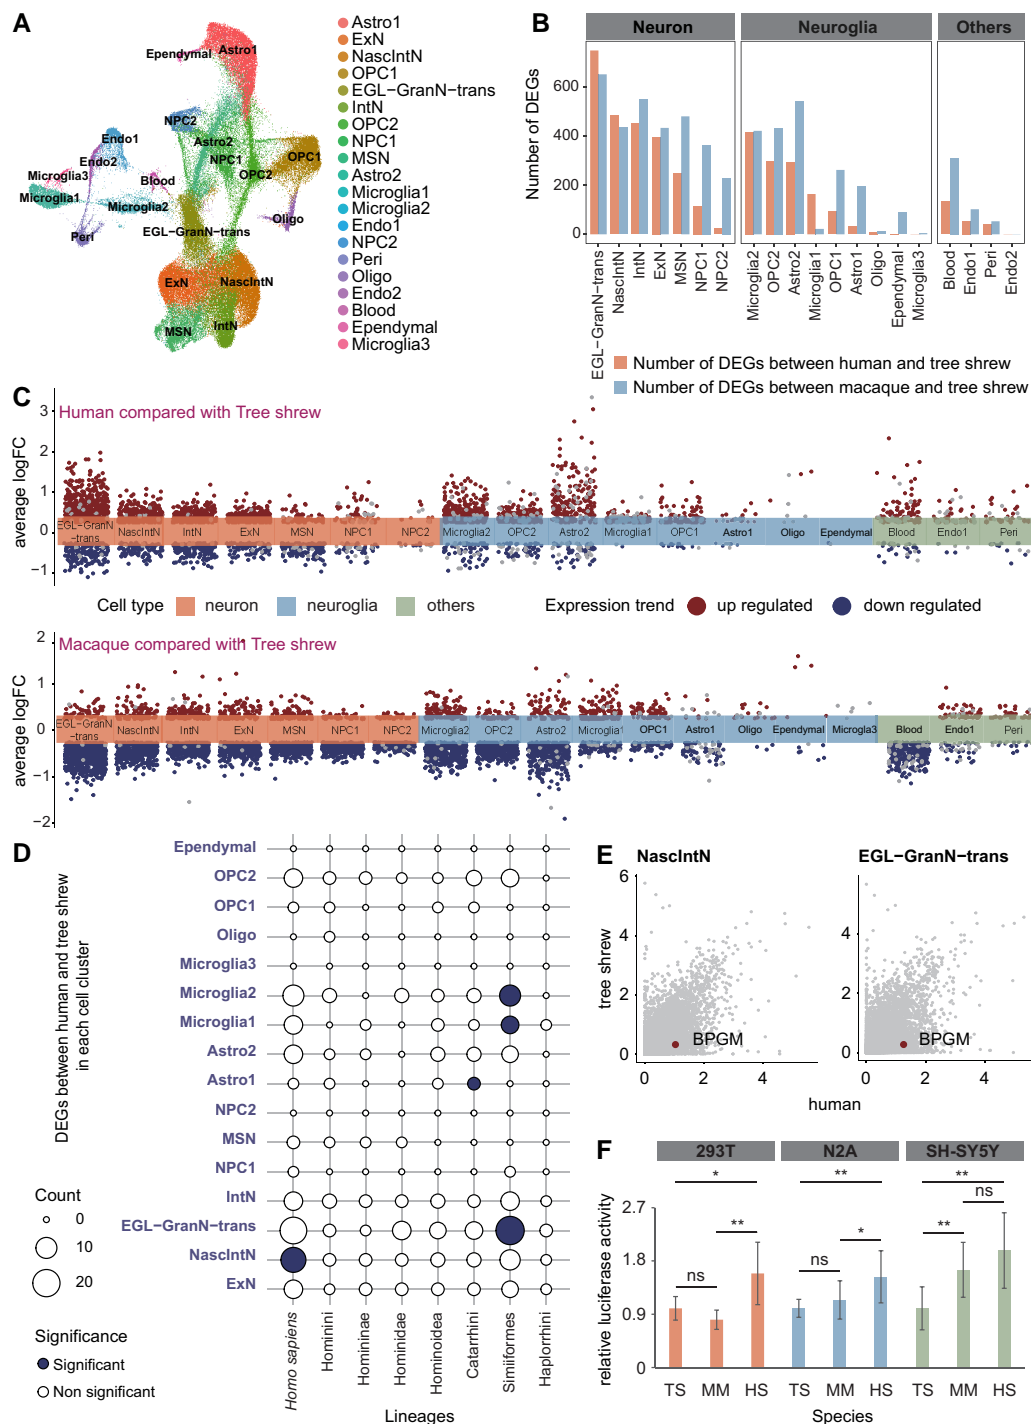 A
Astro1
Ependymal
NPC2
Endo1
Endo2
Astro2
NPC1
OPC1
OPC2
Microglia3
Microglia1
Blood
Microglia2
Oligo
Peri
EGL−GranN−trans
ExN
NascIntN
MSN
IntN
Astro1
ExN
NascIntN
OPC1
EGL−GranN−trans
IntN
OPC2
NPC1
MSN
Astro2
Microglia1
Microglia2
Endo1
NPC2
Peri
Oligo
Endo2
Blood
Ependymal
Microglia3
B
Neuron Neuroglia Others
Number of DEGs
600
400
200
0
EGL−GranN−trans
NascIntN
IntN
ExN
MSN
NPC1
NPC2
Microglia2
OPC2
Astro2
Microglia1
OPC1
Astro1
Oligo
Ependymal
Microglia3
Blood
Endo1
Peri
Endo2
Number of DEGs between human and tree shrew
Number of DEGs between macaque and tree shrew
C
Human compared with Tree shrew
average logFC
3
2
1
0
−1
EGL−GranN
−trans
NascIntN IntN ExN MSN NPC1 NPC2 Microglia2 OPC2 Astro2 Microglia1 OPC1 Astro1 Oligo Ependymal Blood Endo1 Peri
Cell type neuron neuroglia others Expression trend up regulated down regulated
Macaque compared with Tree shrew
average logFC
2
1
0
−1
−2
EGL−GranN
−trans
NascIntN IntN ExN MSN NPC1 NPC2 Microglia2 OPC2 Astro2 Microglia1 OPC1 Astro1 Oligo Ependymal Microgla3 Blood Endo1 Peri
D
DEGs between human and tree shrew
in each cell cluster
Ependymal
OPC2
OPC1
Oligo
Microglia3
Microglia2
Microglia1
Astro2
Astro1
NPC2
MSN
NPC1
IntN
EGL−GranN−trans
NascIntN
ExN
Count
0
10
20
Significance
Significant
Non significant
Homo sapiens
Hominini
Homininae
Hominidae
Hominoidea
Catarrhini
Simiiformes
Haplorrhini
Lineages
E
NascIntN EGL−GranN−trans
tree shrew
6
4
2
0
BPGM
0 2 4
4
2
0
BPGM
0 2 4
human
F
293T N2A SH-SY5Y
relative luciferase activity
2.7
1.8
0.9
0
* ** **
ns
** * **
ns ns
TS MM HS TS MM HS TS MM HS
Species